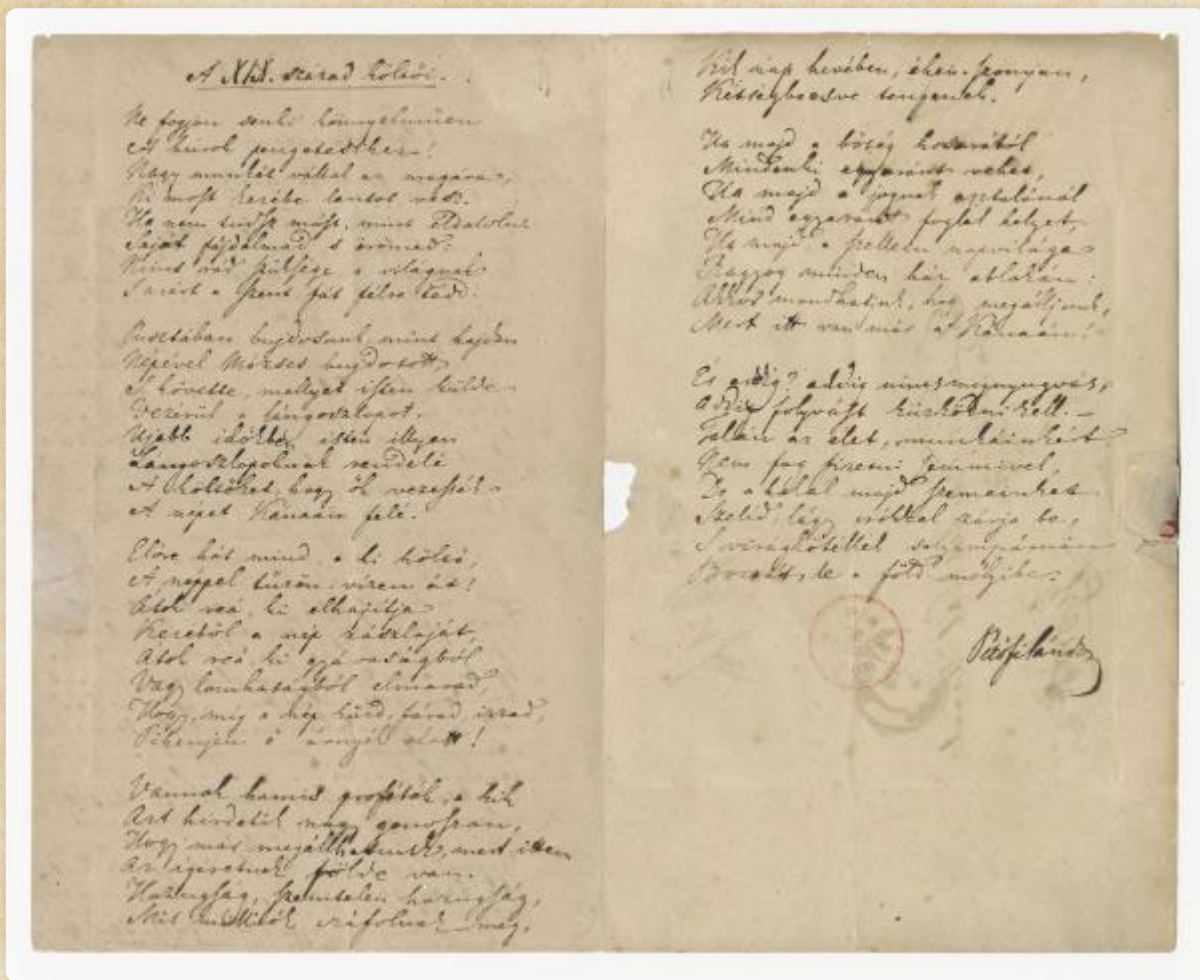 A XIX. század költői.
Ne fogjon senki könnyelműen
A húrok pengetésihez!
Nagy munkát vállal az magára,
Ki most kezébe lantot vesz.
Ha nem tudsz mást, mint eldalolni
Saját fájdalmad s örömed:
Nincs rád szüksége a világnak
S azért a szent fát félre tedd.
Pusztában bujdosunk, mint hajdan
Népével Mózses bujdosott,
S követte, mellyet isten külde
Vezérül, a lángoszlopot.
Ujabb időkben isten illyen
Lángoszlopoknak rendelé
A költőket, hogy ők vezessék
A népet Kánaán felé.
Előre hát mind, a ki költő,
A néppel tűzön vízen át!
Átok reá, ki elhajítja
Kezéből a nép zászlaját,
Átok reá, ki gyávaságból
Vagy lomhaságból elmarad,
Hogy, míg a nép küzd, fárad, izzad,
Pihenjen ő árnyék alatt!
Vannak hamis próféták, a kik
Azt hirdetik nagy gonoszan,
Hogy már megállhatunk, mert itten
Az igéretnek földe van.
Hazugság, szemtelen hazugság,
Mit milliók cáfolnak meg,
Kik nap hevében, éhen-szomjan,
Kétségbeesve tengenek.
Ha majd a bőség kosarából
Mindenki egyaránt vehet,
Ha majd a jognak asztalánál
Mind egyaránt foglal helyet,
Ha majd a szellem napvilága
Ragyog minden ház ablakán:
Akkor mondhatjuk, hogy megálljunk,
Mert itt van már a Kánaán!
És addig? addig nincs megnyugvás,
Addig folyvást küszködni kell. –
Talán az élet, munkáinkért,
Nem fog fizetni semmivel,
De a halál majd szemeinket
Szelíd, lágy csókkal zárja be,
S virágkötéllel, selyempárnán
Bocsát le a föld mélyibe.
Petőfi Sándor